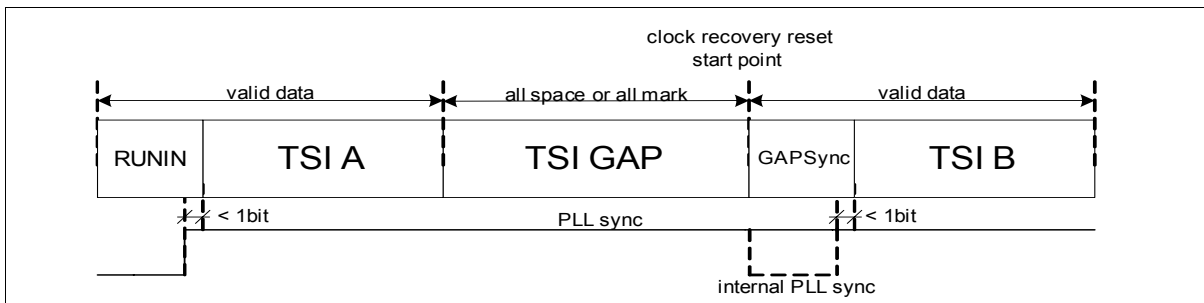 clock recovery reset
start point
valid data
all space or all mark
valid data
RUNIN
TSI A
TSI GAP
GAPSync
TSI B
< 1bit
PLL sync
< 1bit
internal PLL sync